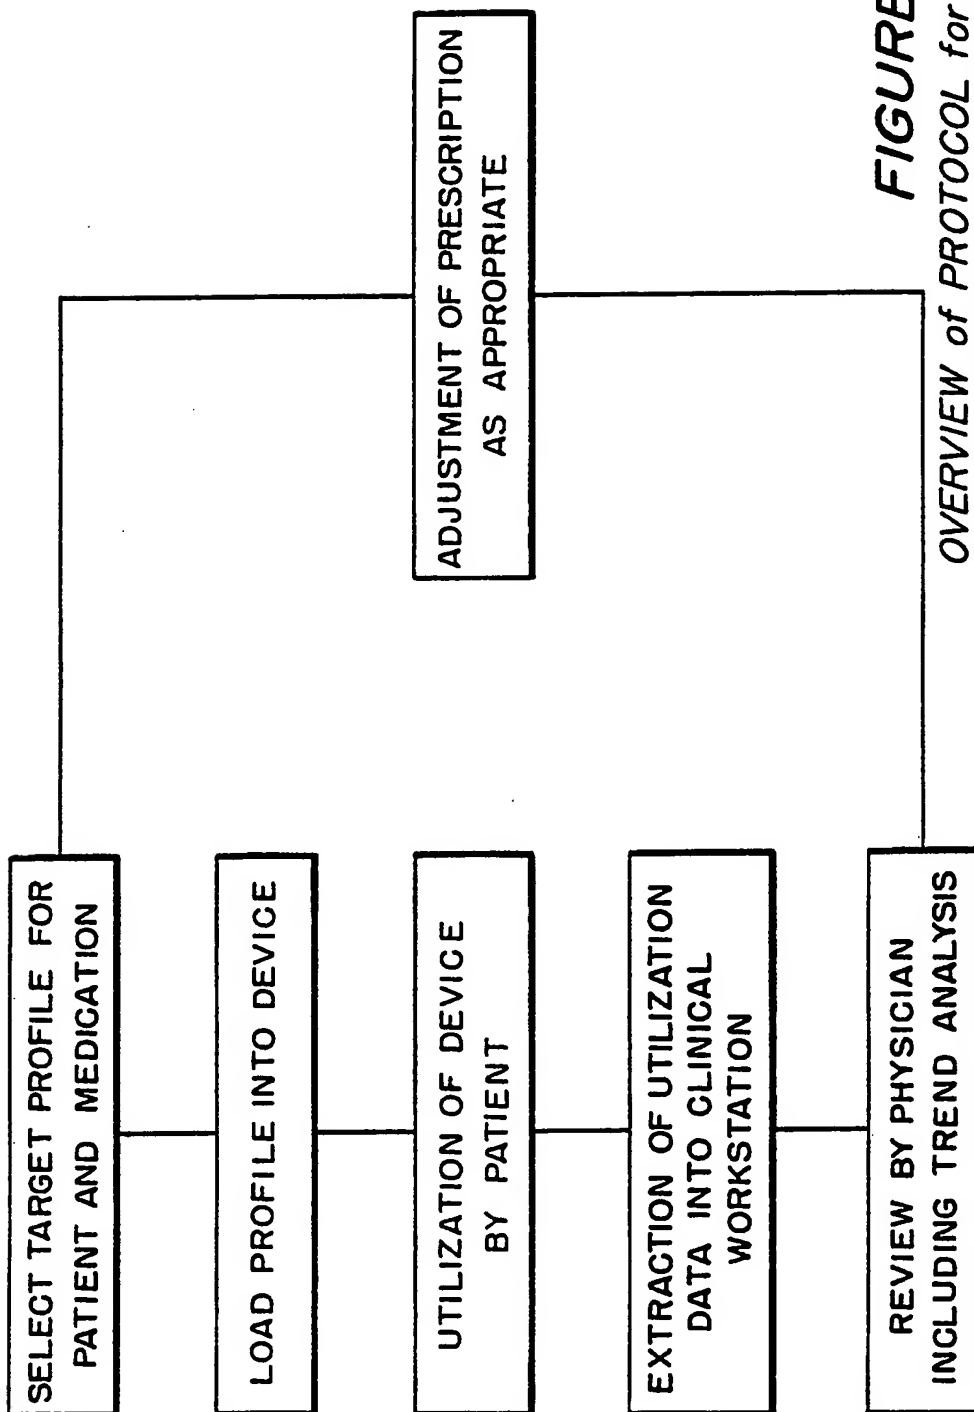 SELECT TARGET PROFILE FOR
PATIENT AND MEDICATION
LOAD PROFILE INTO DEVICE
UTILIZATION OF DEVICE
BY PATIENT
EXTRACTION OF UTILIZATION
DATA INTO CLINICAL
WORKSTATION
REVIEW BY PHYSICIAN
INCLUDING TREND ANALYSIS
ADJUSTMENT OF PRESCRIPTION
AS APPROPRIATE
FIGURE
OVERVIEW of PROTOCOL for